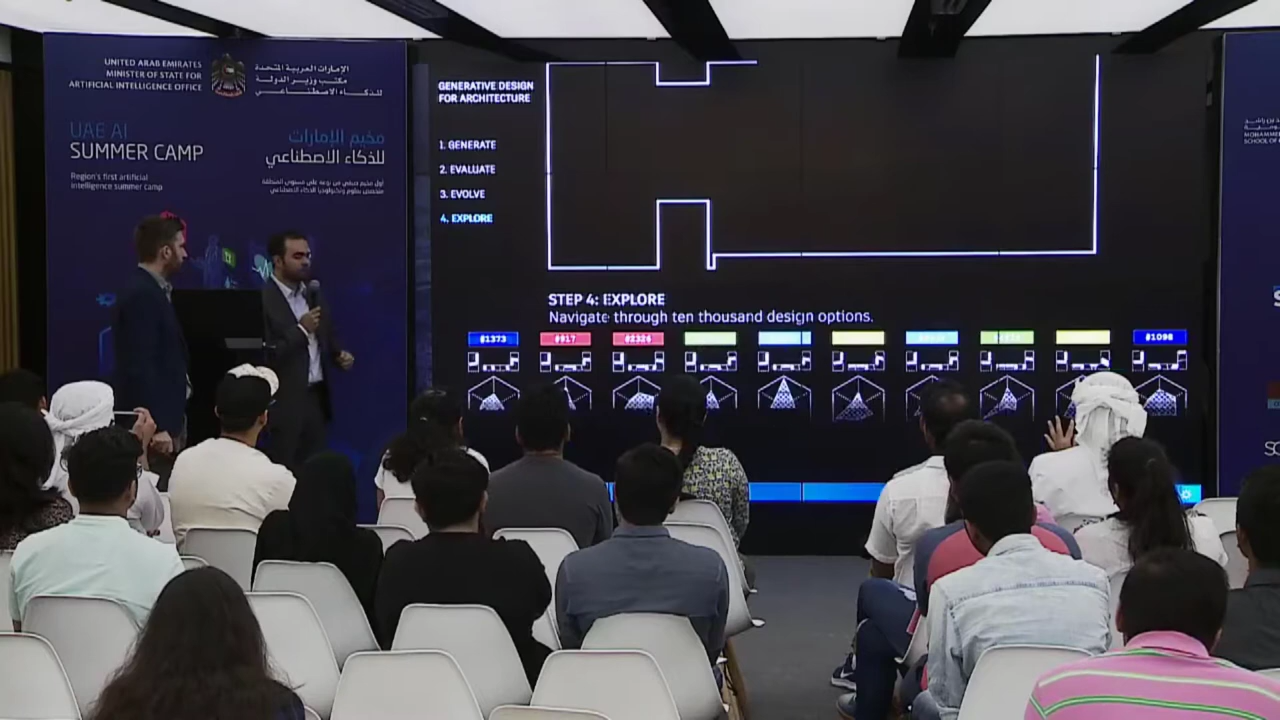 UNITED ARAB EMIRATES
MINISTER OF STATE FOR
ARTIFICIAL INTELLIGENCE OFFICE
الإمارات العربية المتحدة
مكتب وزير الدولة
للذكاء الاصطناعي
UAE AI
SUMMER CAMP
Region's first artificial
intelligence summer camp
مخيم الإمارات
للذكاء الاصطناعي
GENERATIVE DESIGN
FOR ARCHITECTURE
1. GENERATE
2. EVALUATE
3. EVOLVE
4. EXPLORE
STEP 4: EXPLORE
Navigate through ten thousand design options.
#1373
#917
#2326
#1098